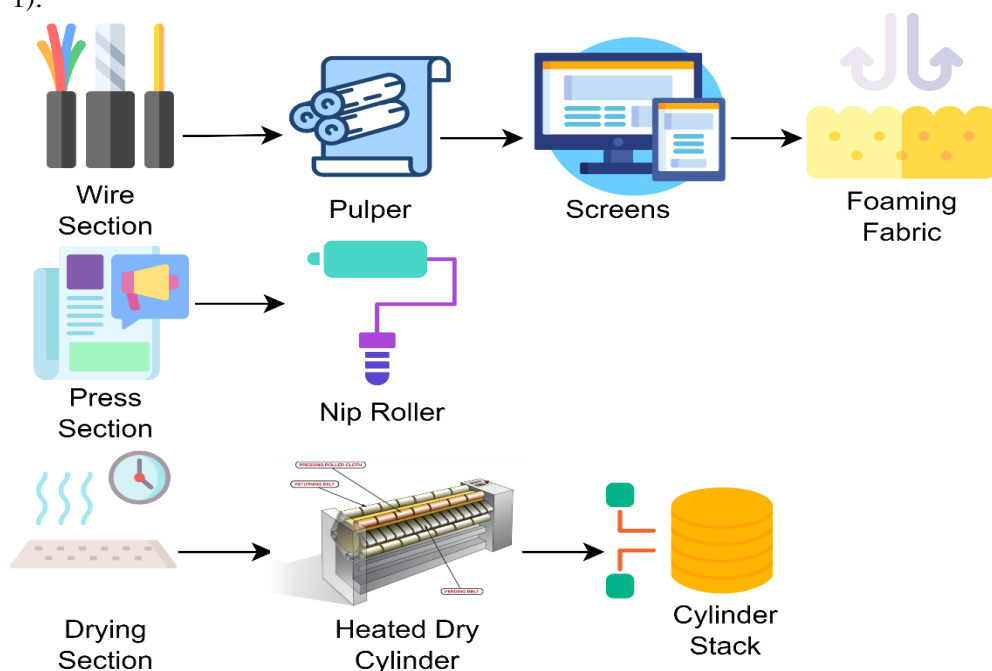 1).
Wire
Section
Pulper
Screens
Foaming
Fabric
Press
Section
Nip Roller
PRESSING ROLLER CLOTH
RETURNING BELT
FEEDING BELT
Drying
Section
Heated Dry
Cylinder
Cylinder
Stack